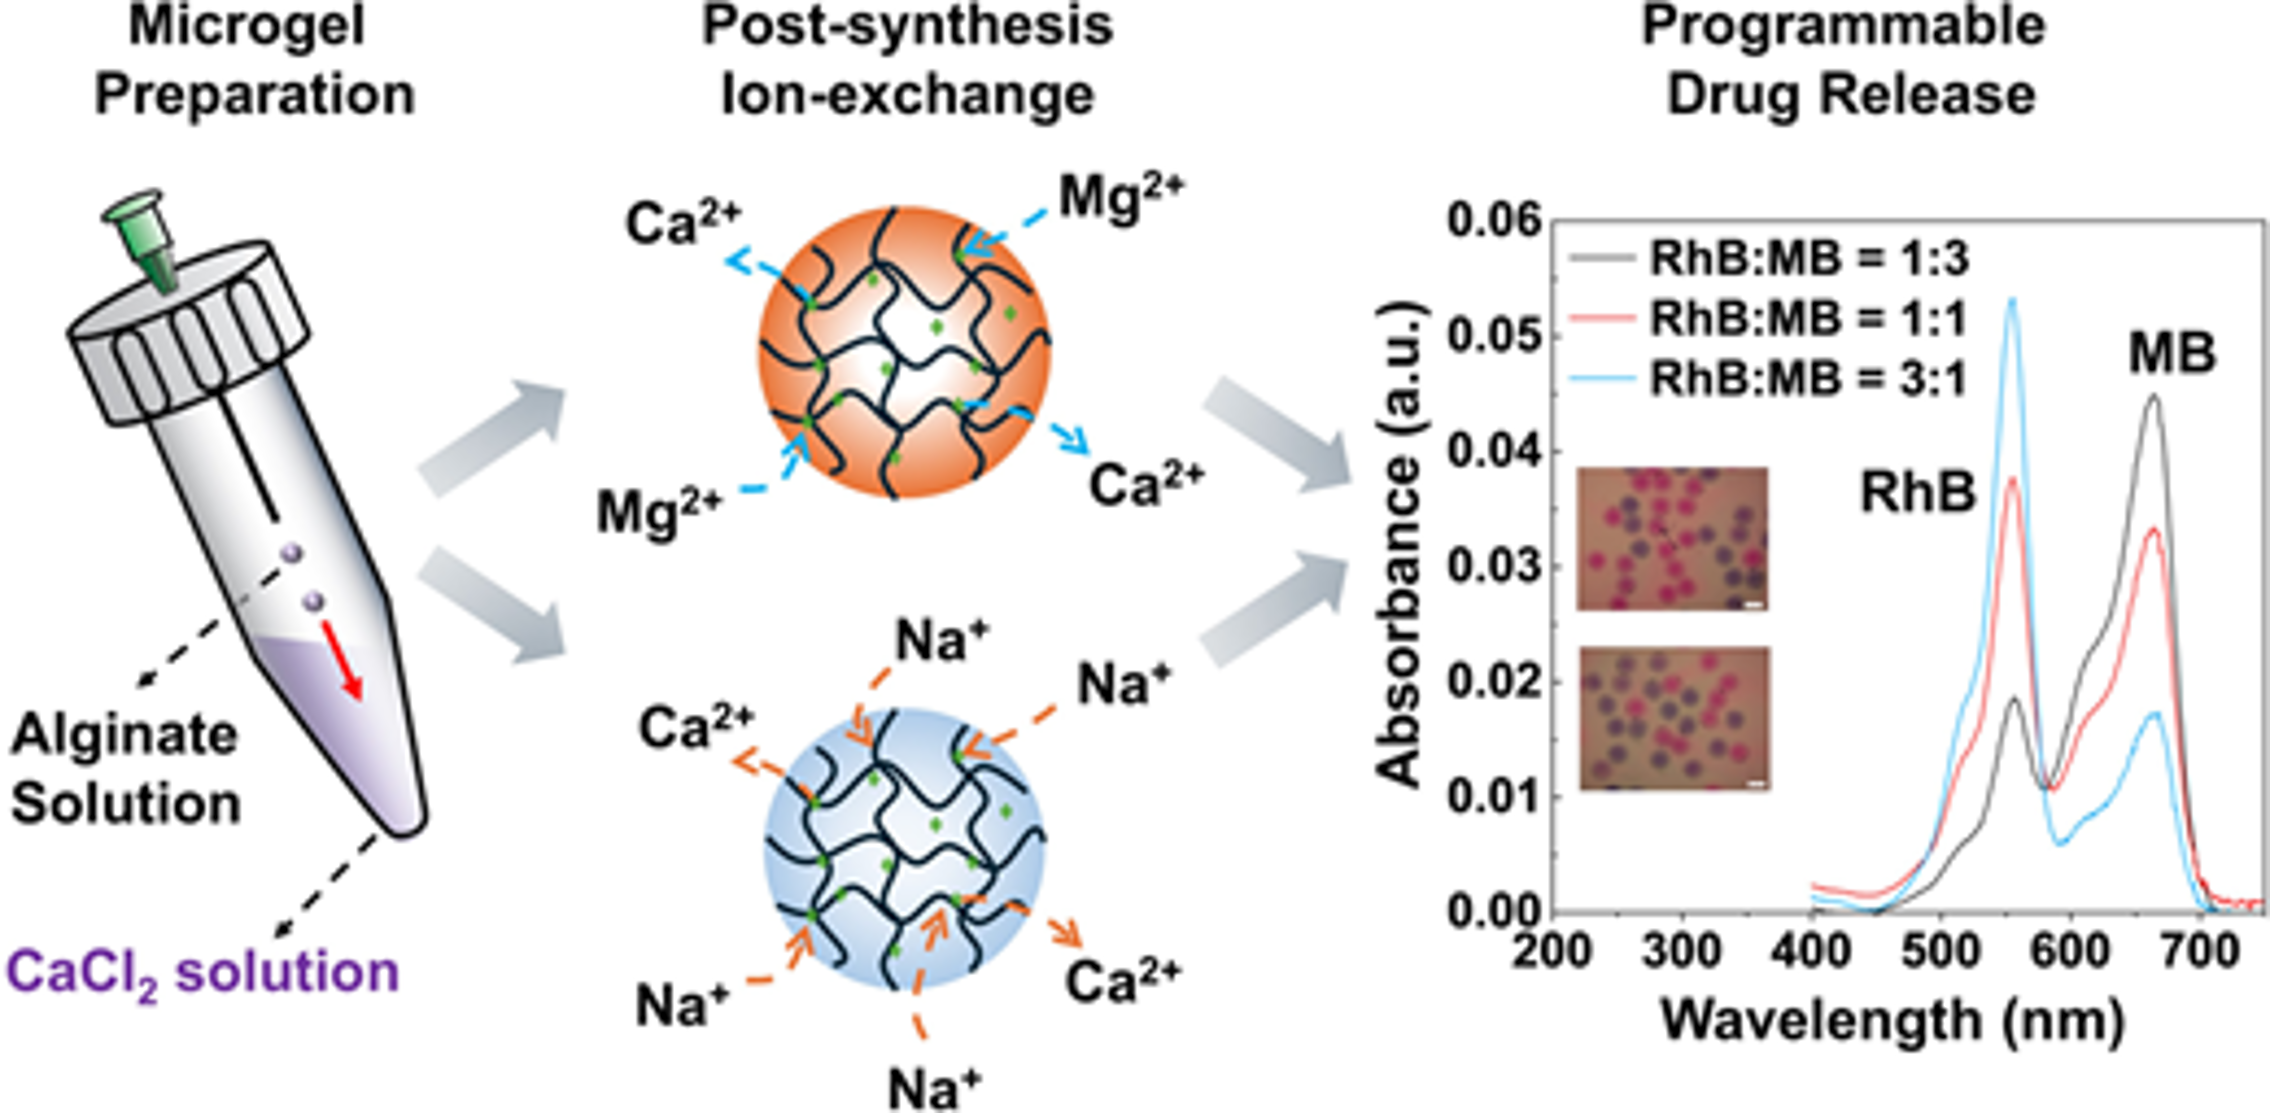 Microgel
Preparation
Alginate
Solution
CaCl₂ solution
Post-synthesis
Ion-exchange
Ca²⁺
Mg²⁺
Mg²⁺
Ca²⁺
Na⁺
Na⁺
Ca²⁺
Na⁺
Ca²⁺
Na⁺
Programmable
Drug Release
RhB:MB = 1:3
RhB:MB = 1:1
RhB:MB = 3:1
MB
RhB
Absorbance (a.u.)
0.06
0.05
0.04
0.03
0.02
0.01
0.00
200 300 400 500 600 700
Wavelength (nm)